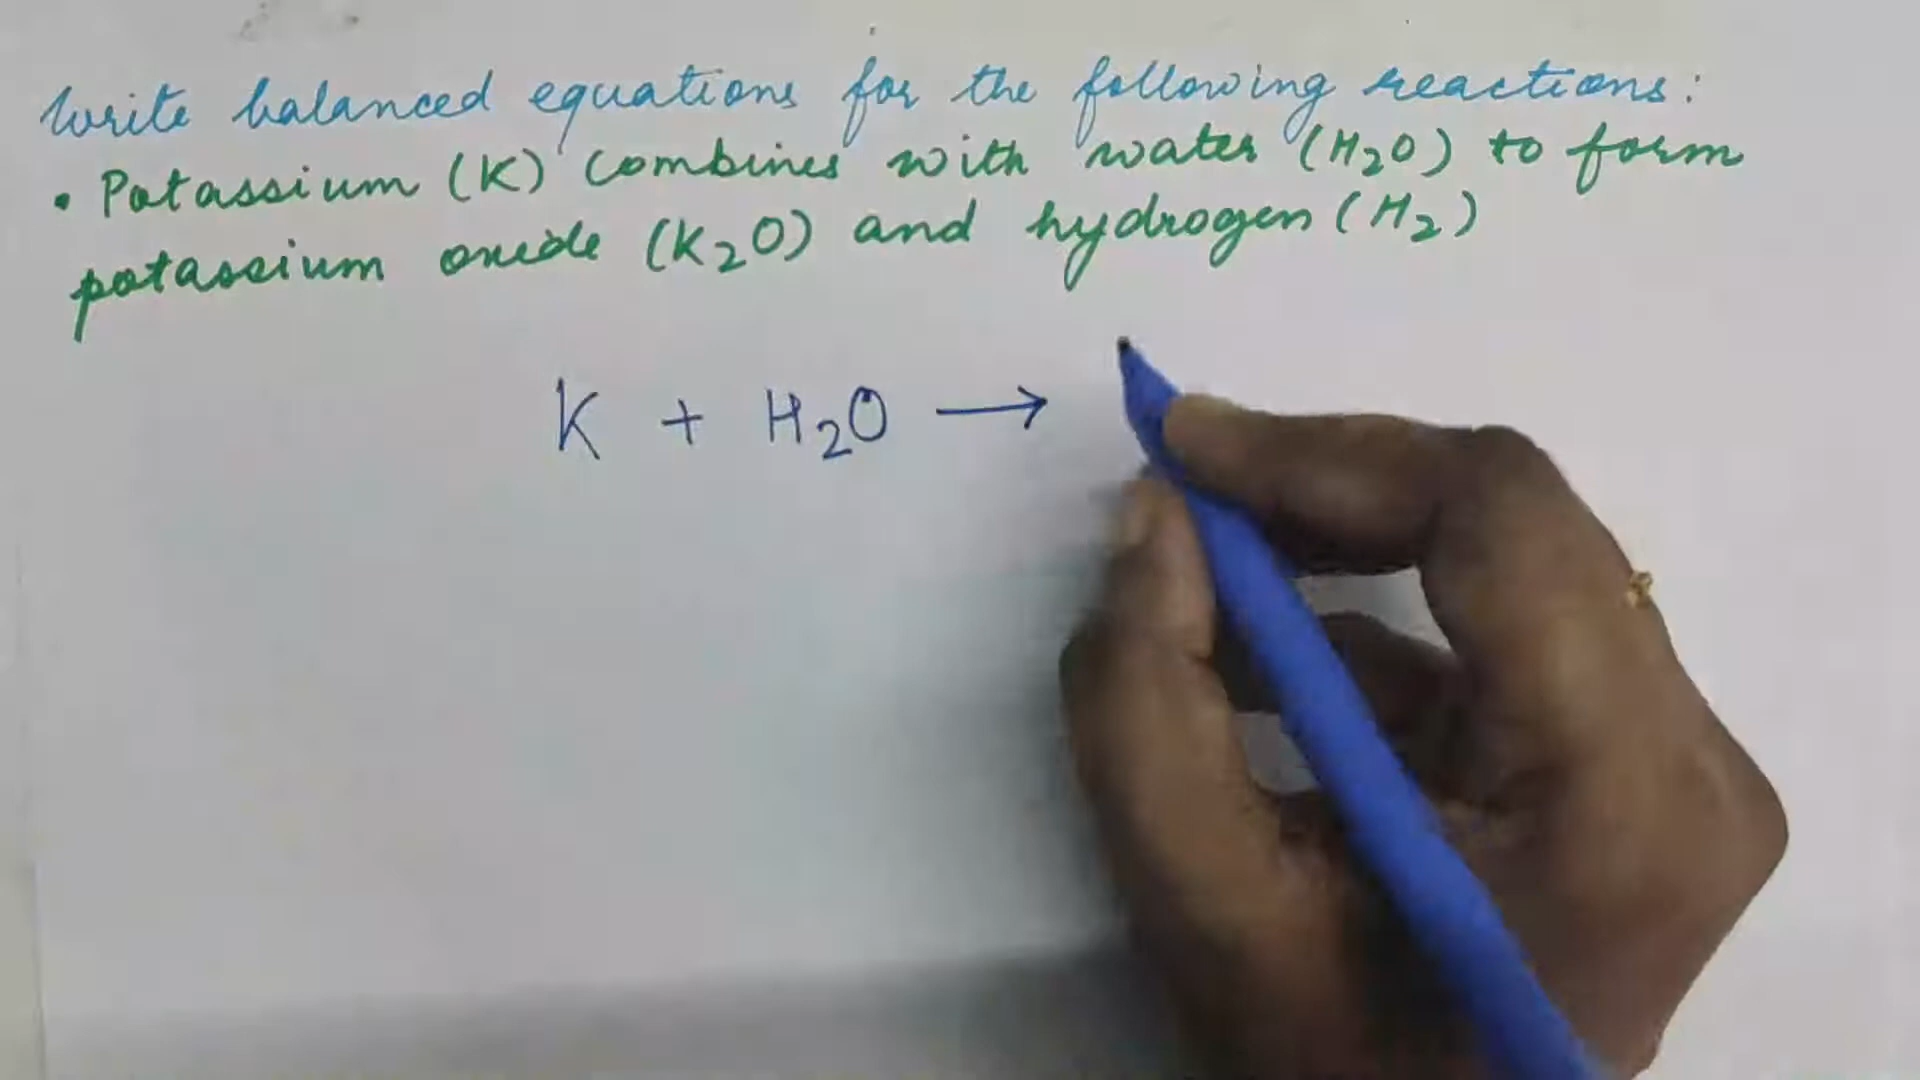 Write balanced equations for the following reactions:
• Potassium (K) combines with water (H2O) to form
potassium oxide (K2O) and hydrogen (H2)
K + H2O →